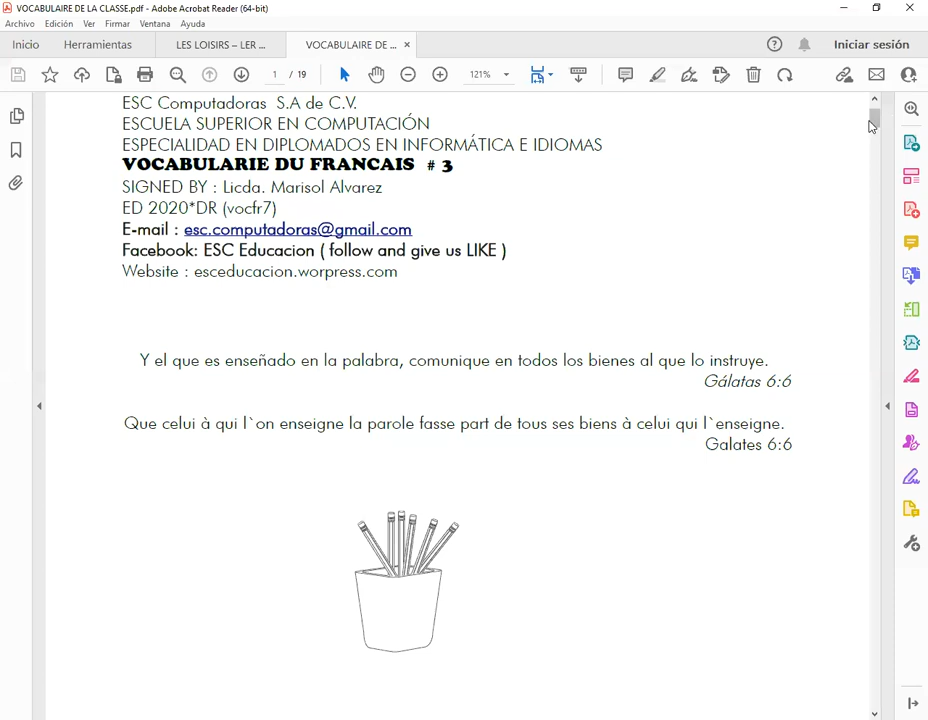 VOCABULAIRE DE LA CLASSE.pdf - Adobe Acrobat Reader (64-bit)
Archivo Edición Ver Firmar Ventana Ayuda
Inicio Herramientas LES LOISIRS – LER ... VOCABULAIRE DE ... × Iniciar sesión
1 / 19 121%
ESC Computadoras S.A de C.V.
ESCUELA SUPERIOR EN COMPUTACIÓN
ESPECIALIDAD EN DIPLOMADOS EN INFORMÁTICA E IDIOMAS
VOCABULARIE DU FRANCAIS # 3
SIGNED BY : Licda. Marisol Alvarez
ED 2020*DR (vocfr7)
E-mail : esc.computadoras@gmail.com
Facebook: ESC Educacion ( follow and give us LIKE )
Website : esceducacion.worpress.com
Y el que es enseñado en la palabra, comunique en todos los bienes al que lo instruye.
Gálatas 6:6
Que celui à qui l`on enseigne la parole fasse part de tous ses biens à celui qui l`enseigne.
Galates 6:6